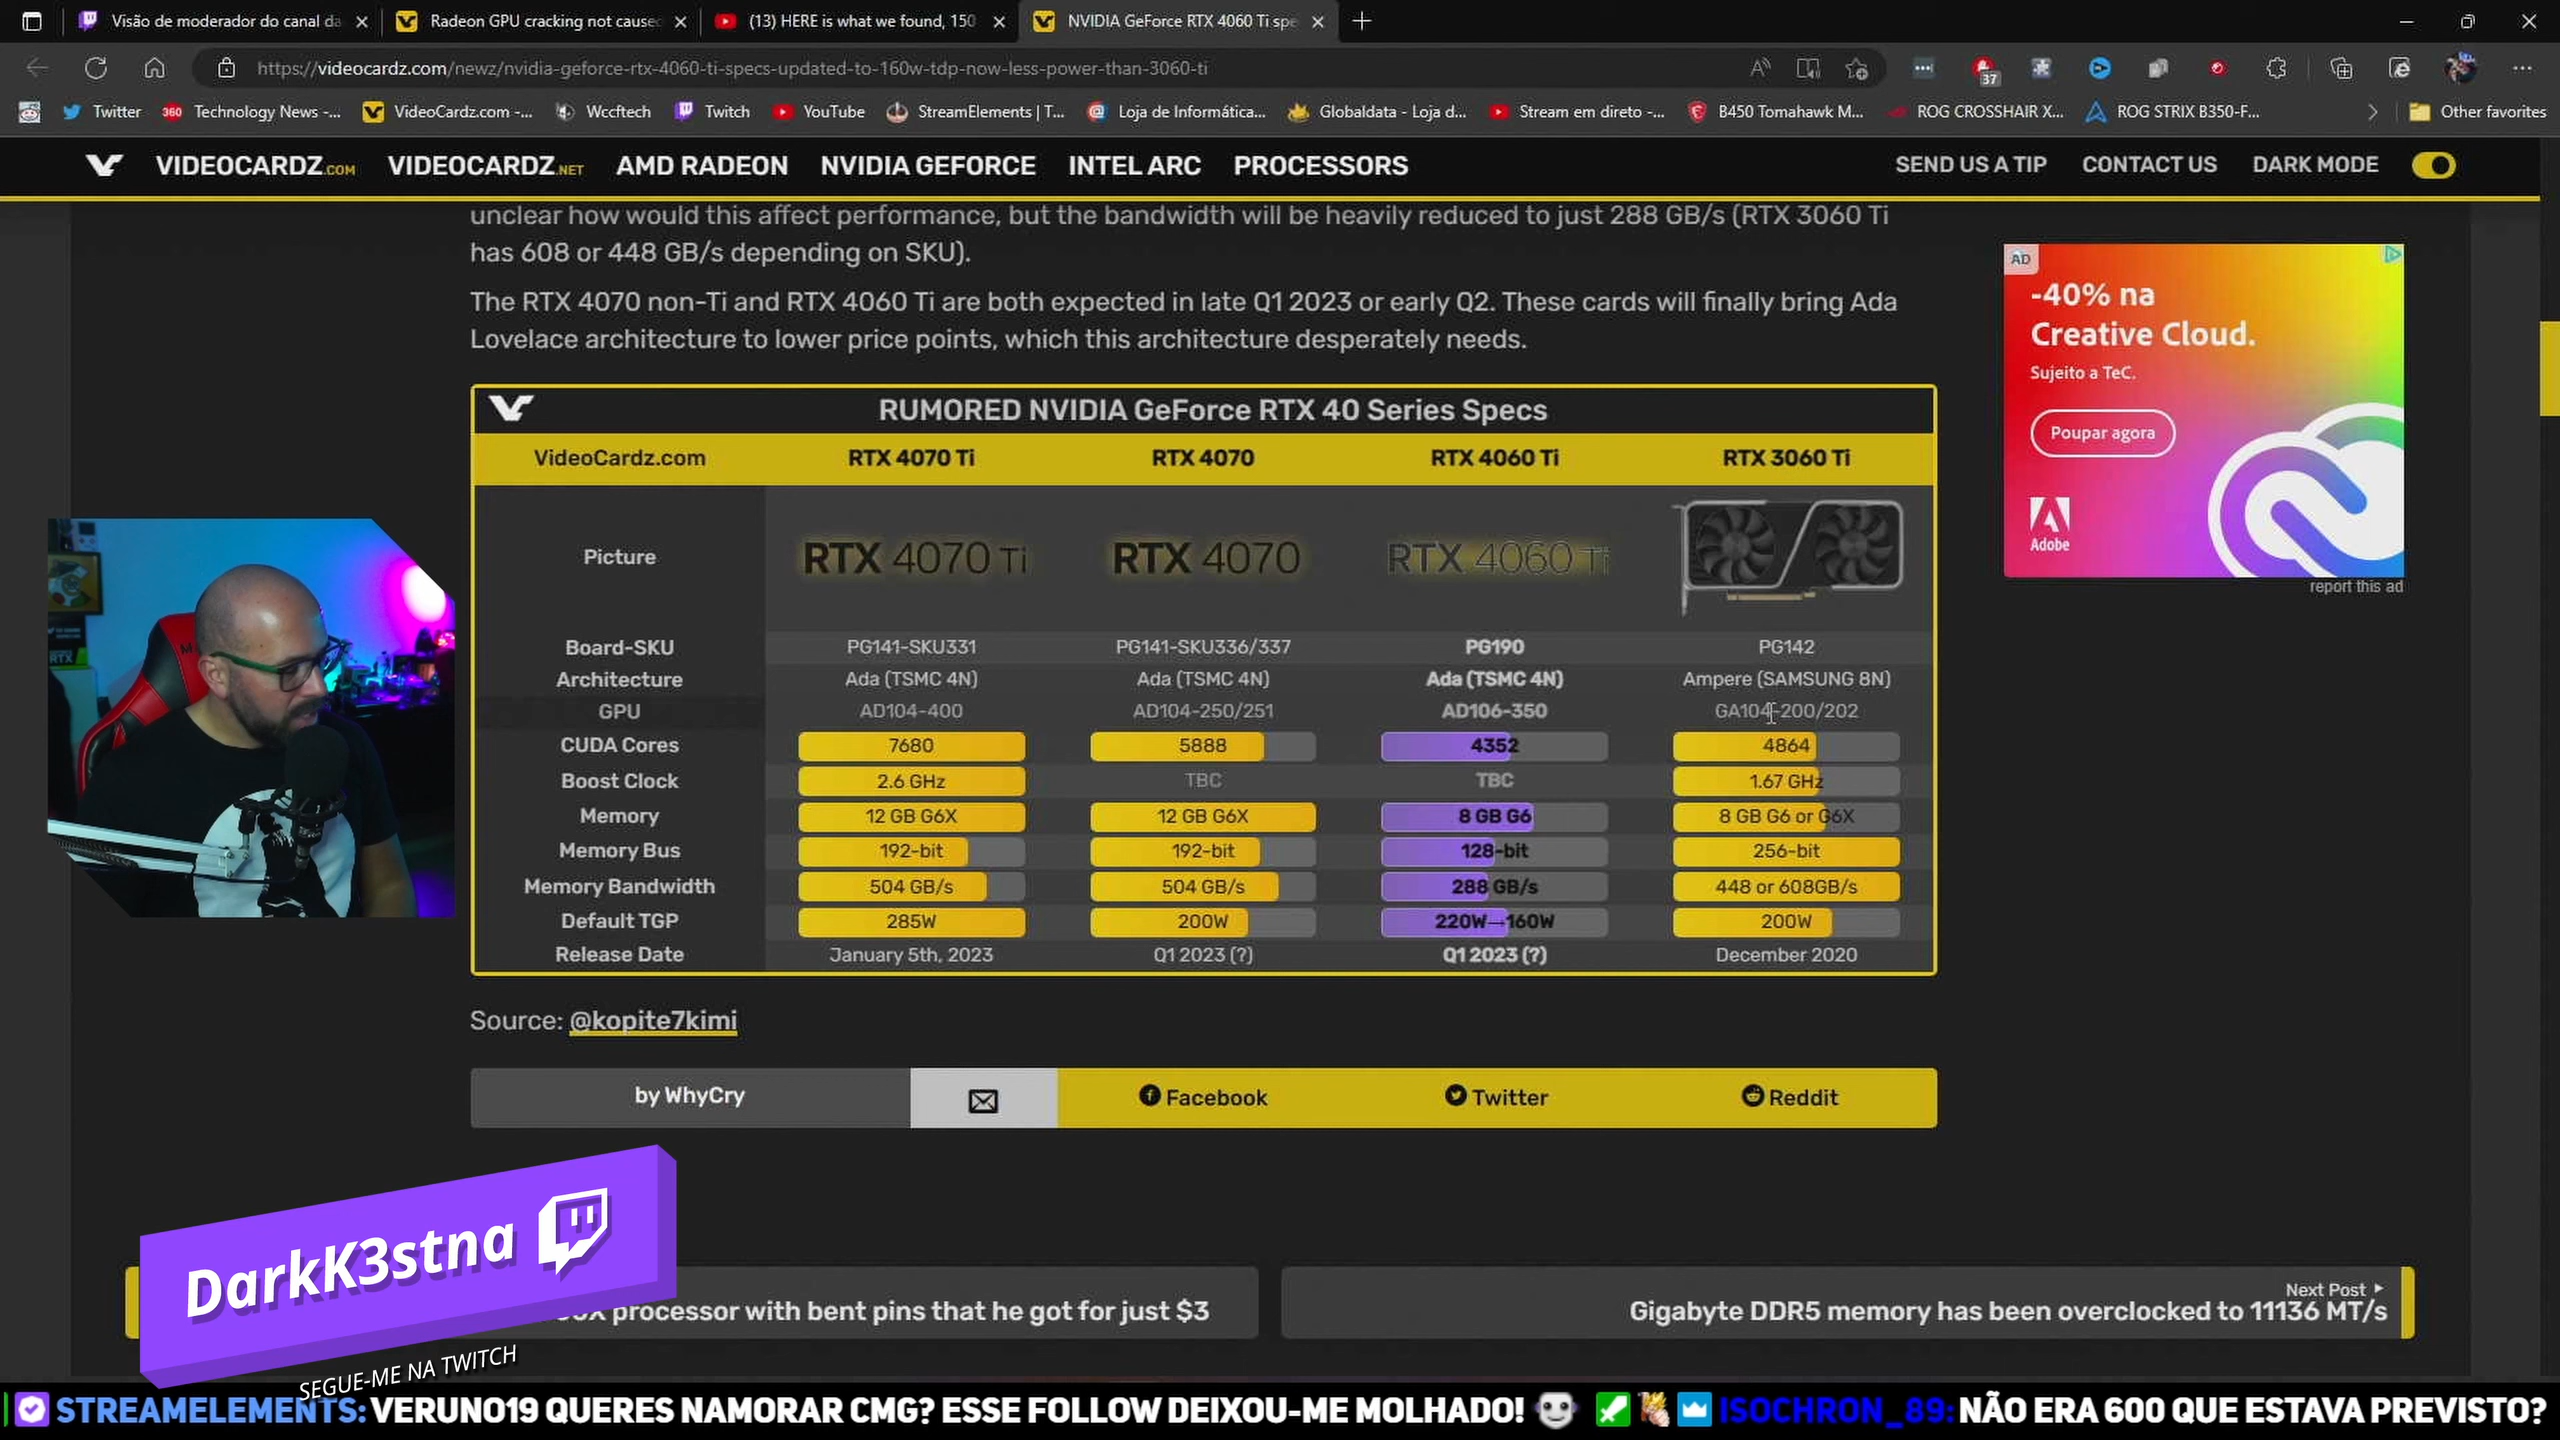 Visão de moderador do canal da
Radeon GPU cracking not cause
(13) HERE is what we found, 150
NVIDIA GeForce RTX 4060 Ti spe
https://videocardz.com/newz/nvidia-geforce-rtx-4060-ti-specs-updated-to-160w-tdp-now-less-power-than-3060-ti
37
Twitter
360 Technology News -...
VideoCardz.com -...
Wccftech
Twitch
YouTube
StreamElements | T...
Loja de Informática...
Globaldata - Loja d...
Stream em direto -...
B450 Tomahawk M...
ROG CROSSHAIR X...
ROG STRIX B350-F...
Other favorites
VIDEOCARDZ.COM
VIDEOCARDZ.NET
AMD RADEON
NVIDIA GEFORCE
INTEL ARC
PROCESSORS
SEND US A TIP
CONTACT US
DARK MODE
unclear how would this affect performance, but the bandwidth will be heavily reduced to just 288 GB/s (RTX 3060 Ti
has 608 or 448 GB/s depending on SKU).
The RTX 4070 non-Ti and RTX 4060 Ti are both expected in late Q1 2023 or early Q2. These cards will finally bring Ada
Lovelace architecture to lower price points, which this architecture desperately needs.
AD
-40% na
Creative Cloud.
Sujeito a TeC.
Poupar agora
Adobe
report this ad
RUMORED NVIDIA GeForce RTX 40 Series Specs
VideoCardz.com RTX 4070 Ti RTX 4070 RTX 4060 Ti RTX 3060 Ti
Picture RTX 4070 Ti RTX 4070 RTX 4060 Ti
Board-SKU PG141-SKU331 PG141-SKU336/337 PG190 PG142
Architecture Ada (TSMC 4N) Ada (TSMC 4N) Ada (TSMC 4N) Ampere (SAMSUNG 8N)
GPU AD104-400 AD104-250/251 AD106-350 GA104-200/202
CUDA Cores 7680 5888 4352 4864
Boost Clock 2.6 GHz TBC TBC 1.67 GHz
Memory 12 GB G6X 12 GB G6X 8 GB G6 8 GB G6 or G6X
Memory Bus 192-bit 192-bit 128-bit 256-bit
Memory Bandwidth 504 GB/s 504 GB/s 288 GB/s 448 or 608GB/s
Default TGP 285W 200W 220W→160W 200W
Release Date January 5th, 2023 Q1 2023 (?) Q1 2023 (?) December 2020
Source: @kopite7kimi
by WhyCry
Facebook
Twitter
Reddit
DarkK3stna
SEGUE-ME NA TWITCH
processor with bent pins that he got for just $3
Next Post
Gigabyte DDR5 memory has been overclocked to 11136 MT/s
STREAMELEMENTS: VERUNO19 QUERES NAMORAR CMG? ESSE FOLLOW DEIXOU-ME MOLHADO! ISOCHRON_89: NÃO ERA 600 QUE ESTAVA PREVISTO?